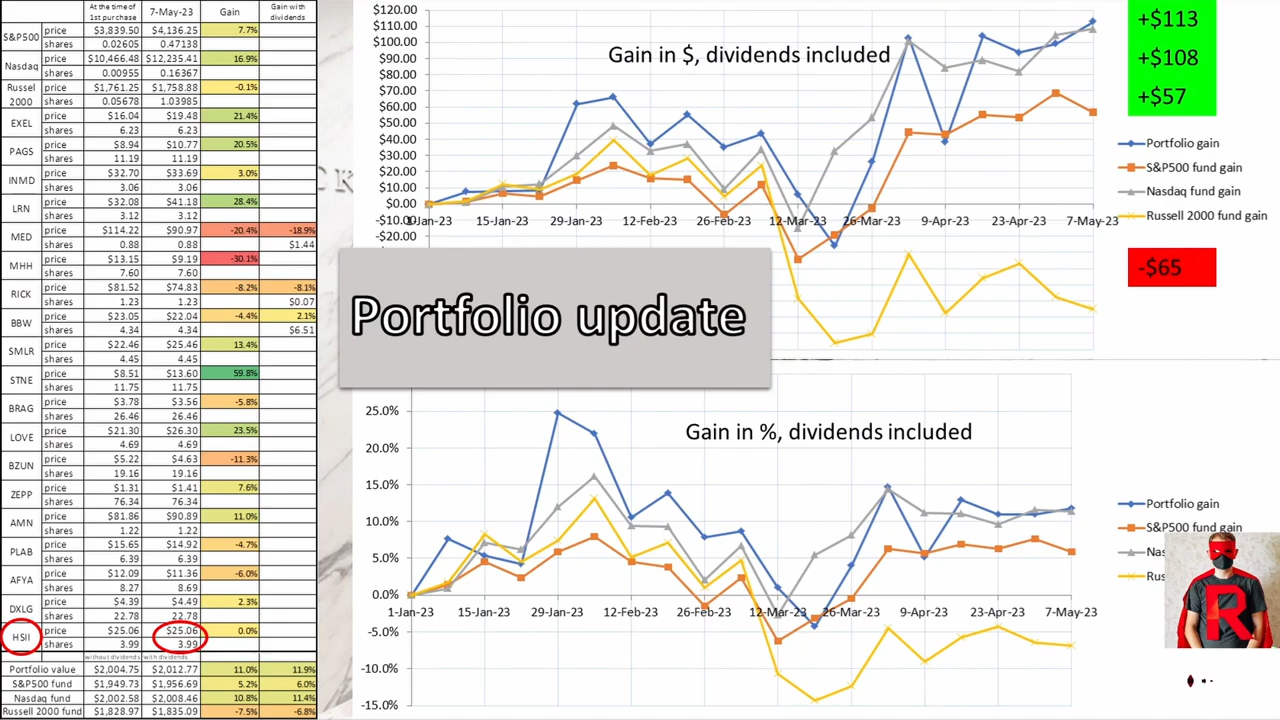 At the time of 1st purchase 7-May-23 Gain Gain with dividends
S&P500 price $3,839.50 $4,136.25 7.7%
shares 0.02605 0.47138
Nasdaq price $10,466.48 $12,235.41 16.9%
shares 0.00955 0.16367
Russel 2000 price $1,761.25 $1,758.88 -0.1%
shares 0.05678 1.03985
EXEL price $16.04 $19.48 21.4%
shares 6.23 6.23
PAGS price $8.94 $10.77 20.5%
shares 11.19 11.19
INMD price $32.70 $33.69 3.0%
shares 3.06 3.06
LRN price $32.08 $41.18 28.4%
shares 3.12 3.12
MED price $114.22 $90.97 -20.4% -18.9%
shares 0.88 0.88 $1.44
MHH price $13.15 $9.19 -30.1%
shares 7.60 7.60
RICK price $81.52 $74.83 -8.2% -8.1%
shares 1.23 1.23 $0.07
BBW price $23.05 $22.04 -4.4% 2.1%
shares 4.34 4.34 $6.51
SMLR price $22.46 $25.46 13.4%
shares 4.45 4.45
STNE price $8.51 $13.60 59.8%
shares 11.75 11.75
BRAG price $3.78 $3.56 -5.8%
shares 26.46 26.46
LOVE price $21.30 $26.30 23.5%
shares 4.69 4.69
BZUN price $5.22 $4.63 -11.3%
shares 19.16 19.16
ZEPP price $1.31 $1.41 7.6%
shares 76.34 76.34
AMN price $81.86 $90.89 11.0%
shares 1.22 1.22
PLAB price $15.65 $14.92 -4.7%
shares 6.39 6.39
AFYA price $12.09 $11.36 -6.0%
shares 8.27 8.69
DXLG price $4.39 $4.49 2.3%
shares 22.78 22.78
HSII price $25.06 $25.06 0.0%
shares 3.99 3.99
without dividends with dividends
Portfolio value $2,004.75 $2,012.77 11.0% 11.9%
S&P500 fund $1,949.73 $1,956.69 5.2% 6.0%
Nasdaq fund $2,002.58 $2,008.46 10.8% 11.4%
Russell 2000 fund $1,828.97 $1,835.09 -7.5% -6.8%
Gain in $, dividends included
$120.00
$100.00
$90.00
$80.00
$70.00
$60.00
$50.00
$40.00
$30.00
$20.00
$10.00
$0.00
-$10.00
-$20.00
1-Jan-23 15-Jan-23 29-Jan-23 12-Feb-23 26-Feb-23 12-Mar-23 26-Mar-23 9-Apr-23 23-Apr-23 7-May-23
+$113
+$108
+$57
Portfolio gain
S&P500 fund gain
Nasdaq fund gain
Russell 2000 fund gain
-$65
Portfolio update
Gain in %, dividends included
25.0%
20.0%
15.0%
10.0%
5.0%
0.0%
-5.0%
-10.0%
-15.0%
1-Jan-23 15-Jan-23 29-Jan-23 12-Feb-23 26-Feb-23 12-Mar-23 26-Mar-23 9-Apr-23 23-Apr-23 7-May-23
Portfolio gain
S&P500 fund gain
Nas
Rus
R